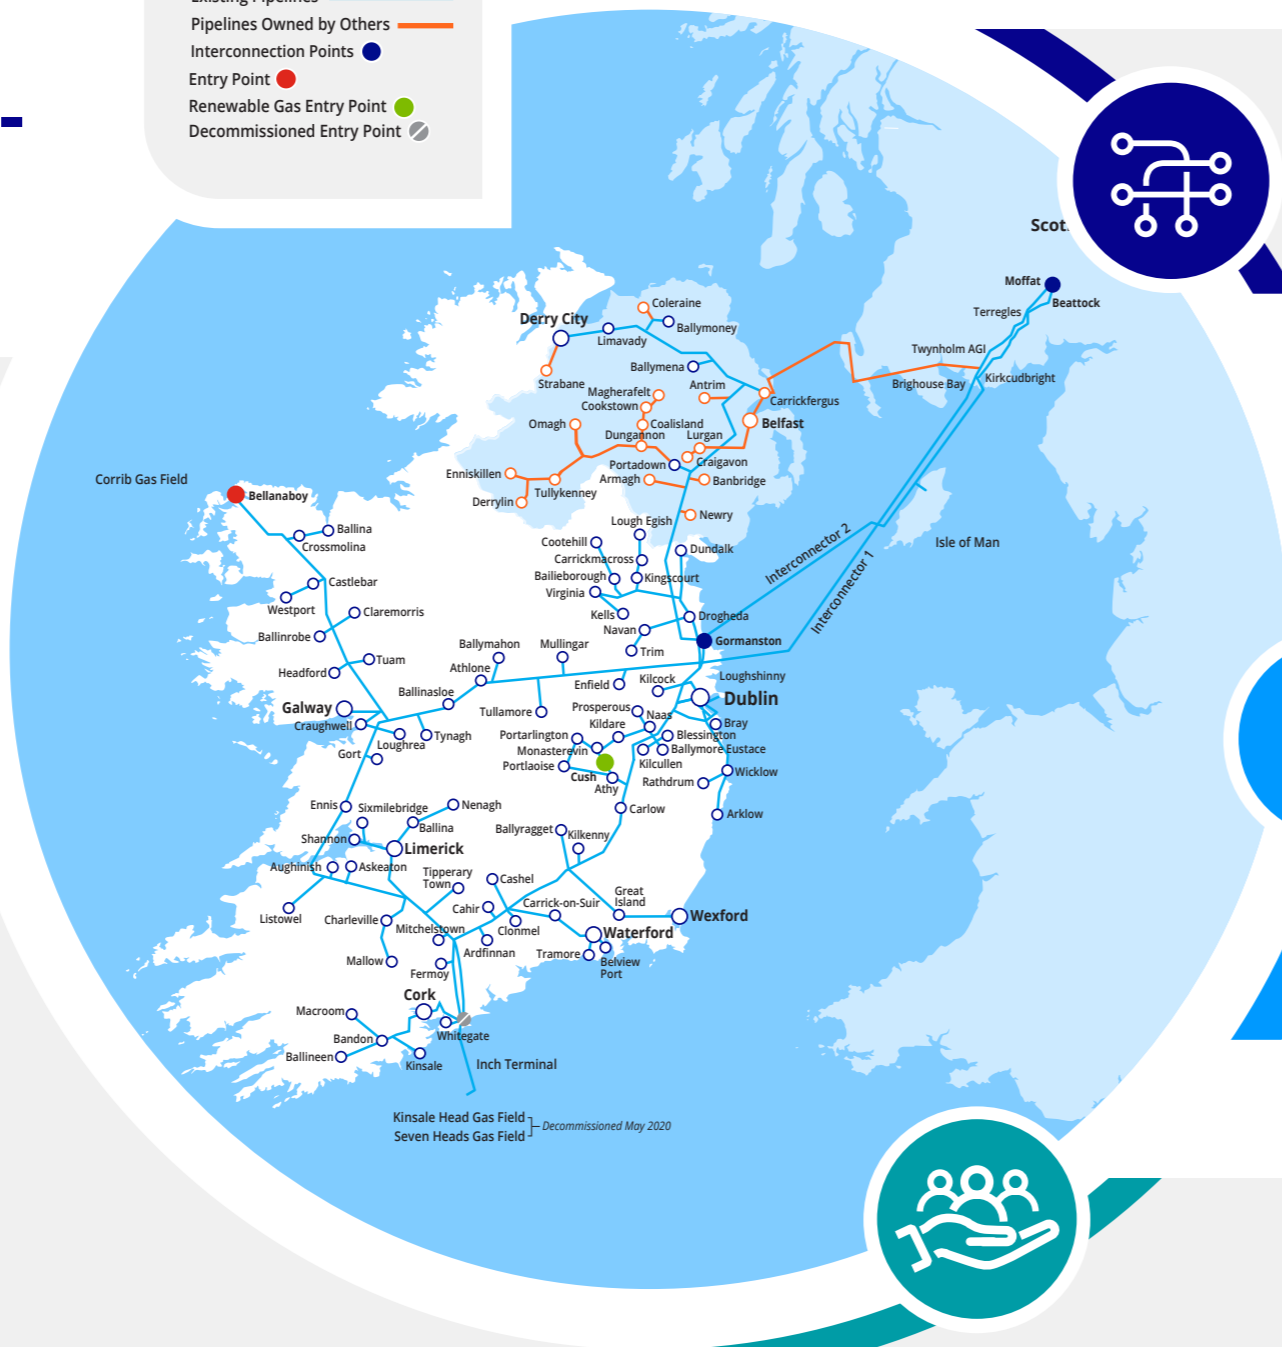 Existing Pipelines
Pipelines Owned by Others
Interconnection Points
Entry Point
Renewable Gas Entry Point
Decommissioned Entry Point
Moffat
Beattock
Terregles
Twynholm AGI
Brighouse Bay
Kirkcudbright
Coleraine
Derry City
Ballymoney
Limavady
Ballymena
Strabane
Antrim
Magherafelt
Cookstown
Carrickfergus
Omagh
Coalisland
Belfast
Dungannon
Lurgan
Craigavon
Portadown
Enniskillen
Armagh
Banbridge
Tullykenney
Derrylin
Newry
Corrib Gas Field
Bellanaboy
Ballina
Crossmolina
Lough Egish
Cootehill
Dundalk
Carrickmacross
Bailieborough
Kingscourt
Virginia
Interconnector 2
Interconnector 1
Isle of Man
Castlebar
Westport
Claremorris
Ballinrobe
Kells
Drogheda
Navan
Gormanston
Trim
Ballymahon
Mullingar
Tuam
Athlone
Headford
Enfield
Kilcock
Loughshinny
Dublin
Ballinasloe
Galway
Tullamore
Prosperous
Naas
Craughwell
Kildare
Bray
Loughrea
Tynagh
Portarlington
Blessington
Gort
Monasterevin
Ballymore Eustace
Portlaoise
Kilcullen
Cush
Wicklow
Athy
Rathdrum
Ennis
Sixmilebridge
Nenagh
Carlow
Arklow
Ballina
Ballyragget
Kilkenny
Shannon
Limerick
Aughinish
Askeaton
Tipperary
Town
Cashel
Great
Island
Listowel
Cahir
Carrick-on-Suir
Wexford
Charleville
Mitchelstown
Clonmel
Waterford
Ardfinnan
Tramore
Belview
Port
Mallow
Fermoy
Cork
Macroom
Whitegate
Bandon
Ballineen
Kinsale
Inch Terminal
Kinsale Head Gas Field
Seven Heads Gas Field
Decommissioned May 2020